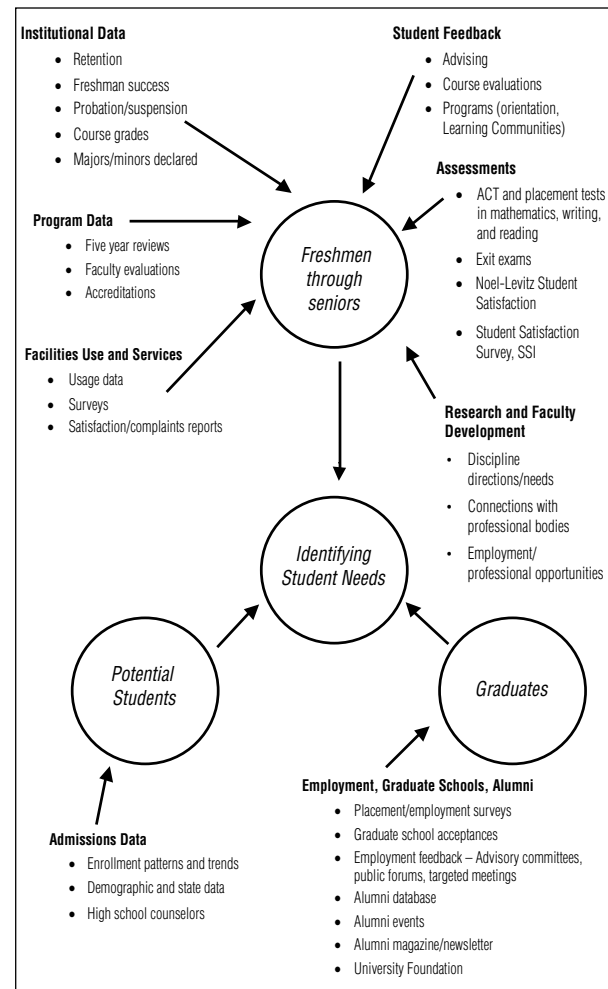 Institutional Data
Retention
Freshman success
Probation/suspension
Course grades
Majors/minors declared
Student Feedback
Advising
Course evaluations
Programs (orientation,
Learning Communities)
Assessments
ACT and placement tests
in mathematics, writing,
and reading
Exit exams
Noel-Levitz Student
Satisfaction
Student Satisfaction
Survey, SSI
Program Data
Five year reviews
Faculty evaluations
Accreditations
Freshmen
through
seniors
Facilities Use and Services
Usage data
Surveys
Satisfaction/complaints reports
Research and Faculty
Development
Discipline
directions/needs
Connections with
professional bodies
Employment/
professional opportunities
Identifying
Student Needs
Potential
Students
Graduates
Admissions Data
Enrollment patterns and trends
Demographic and state data
High school counselors
Employment, Graduate Schools, Alumni
Placement/employment surveys
Graduate school acceptances
Employment feedback – Advisory committees,
public forums, targeted meetings
Alumni database
Alumni events
Alumni magazine/newsletter
University Foundation